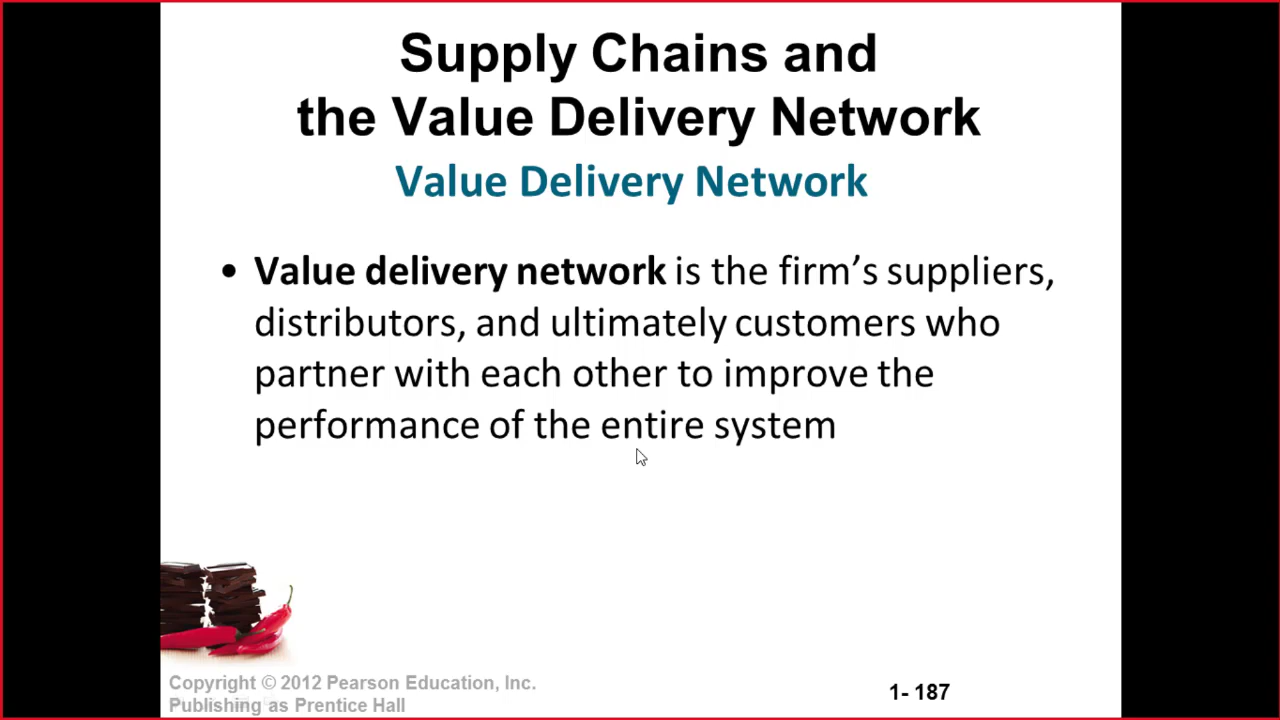 Supply Chains and
the Value Delivery Network
Value Delivery Network
• Value delivery network is the firm’s suppliers,
distributors, and ultimately customers who
partner with each other to improve the
performance of the entire system
Copyright © 2012 Pearson Education, Inc.
Publishing as Prentice Hall
1- 187